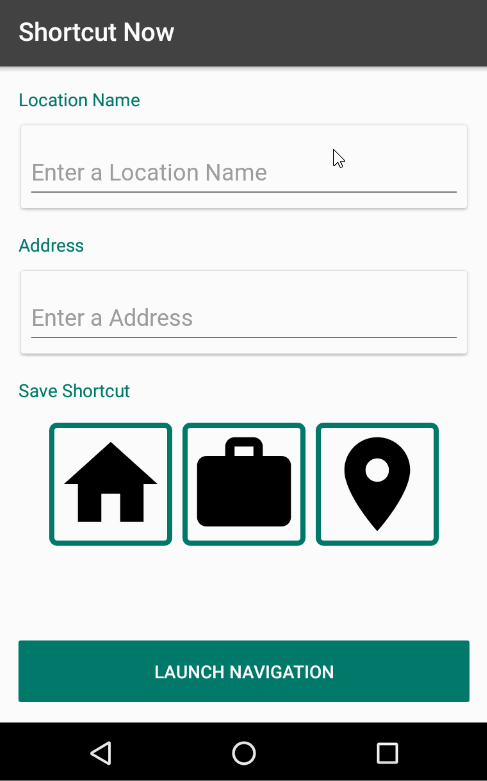 Shortcut Now
Location Name
Enter a Location Name
Address
Enter a Address
Save Shortcut
LAUNCH NAVIGATION